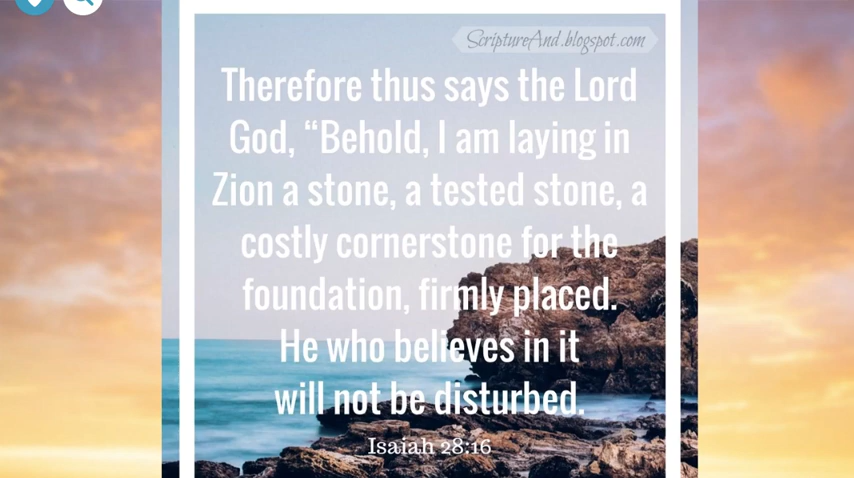 ScriptureAnd.blogspot.com
Therefore thus says the Lord
God, “Behold, I am laying in
Zion a stone, a tested stone, a
costly cornerstone for the
foundation, firmly placed.
He who believes in it
will not be disturbed.
Isaiah 28:16